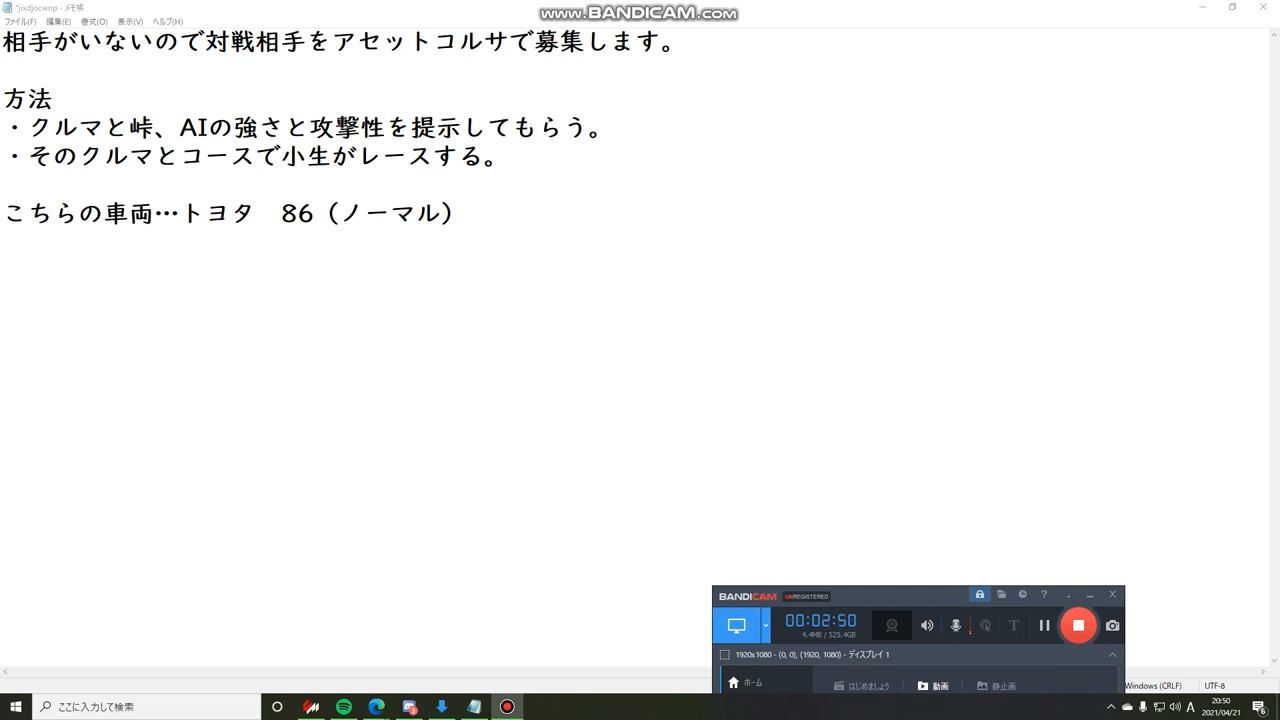 *jixdjocwnp - メモ帳
www.BANDICAM.com
ファイル(F) 編集(E) 書式(O) 表示(V) ヘルプ(H)
相手がいないので対戦相手をアセットコルサで募集します。
方法
・クルマと峠、AIの強さと攻撃性を提示してもらう。
・そのクルマとコースで小生がレースする。
こちらの車両…トヨタ　86（ノーマル）
BANDICAM UNREGISTERED
00:02:50
4.4MB / 525.4GB
1920x1080 - (0, 0), (1920, 1080) - ディスプレイ 1
ホーム
はじめましょう 動画 静止画
Windows (CRLF) UTF-8
ここに入力して検索
A
20:50
2021/04/21
6